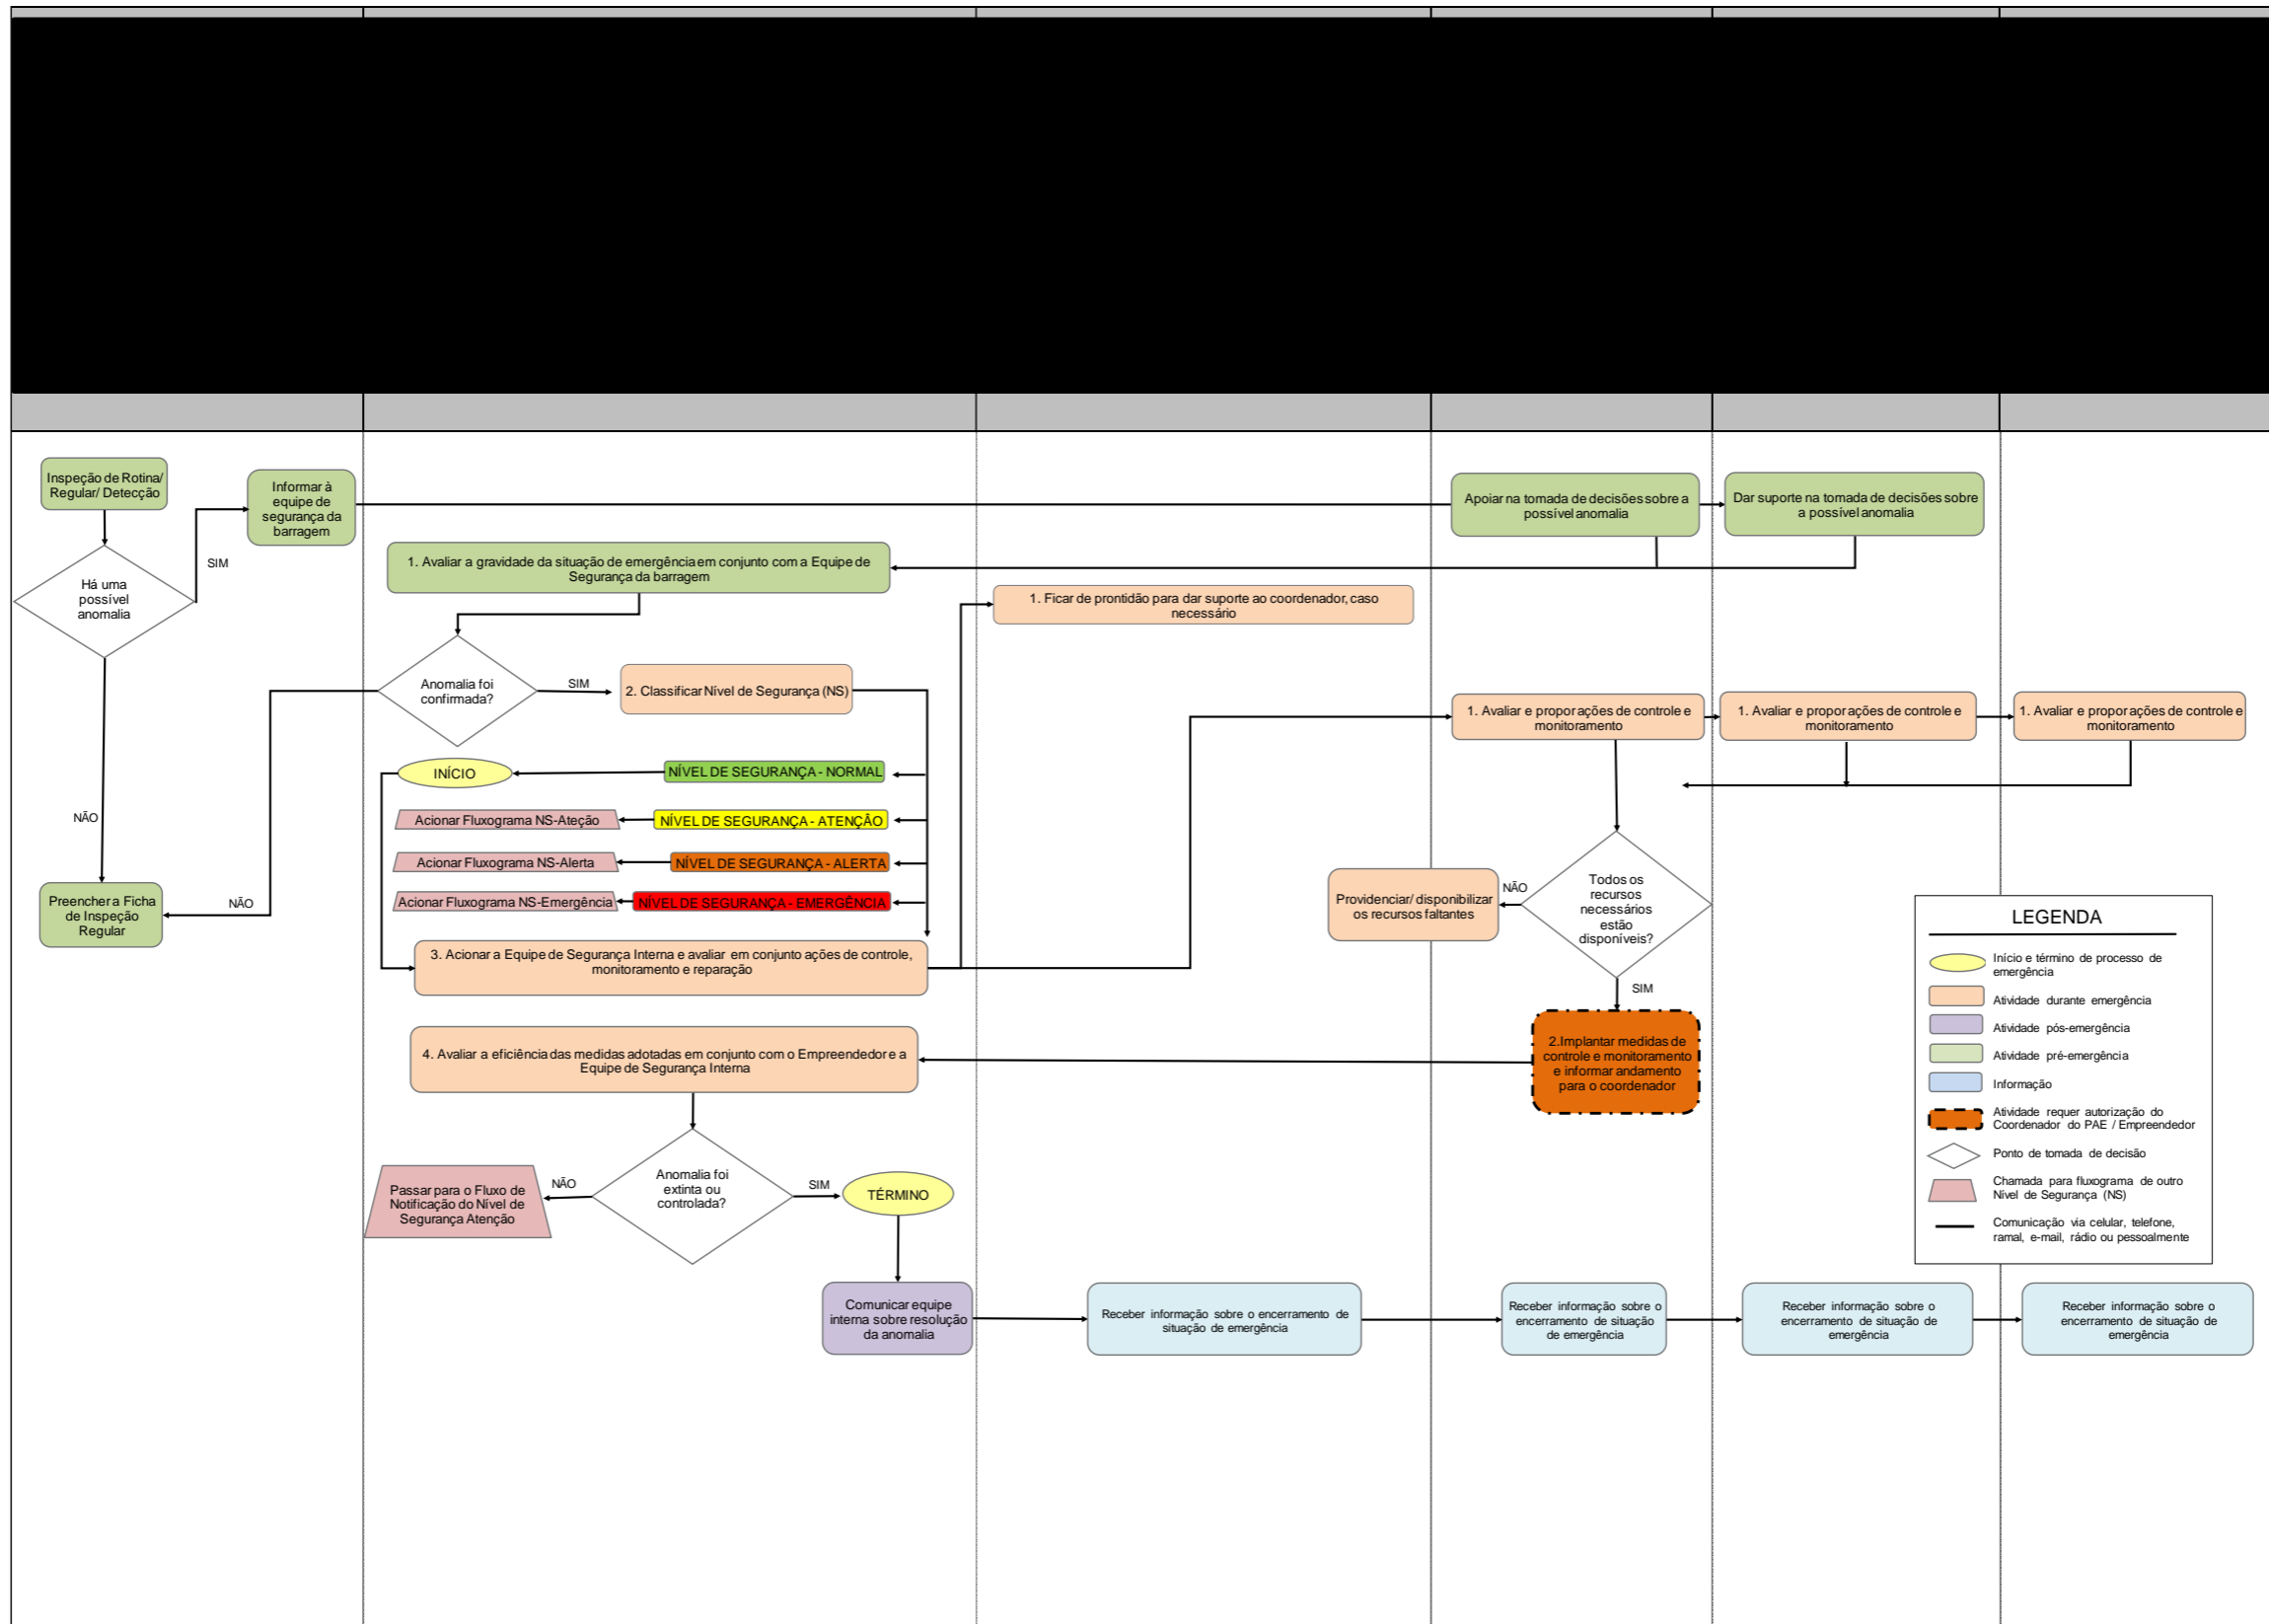 Inspeção de Rotina/
Regular/ Detecção
Informar à
equipe de
segurança da
barragem
Apoiar na tomada de decisões sobre a
possível anomalia
Dar suporte na tomada de decisões sobre
a possível anomalia
SIM
Há uma
possível
anomalia
1. Avaliar a gravidade da situação de emergência em conjunto com a Equipe de
Segurança da barragem
1. Ficar de prontidão para dar suporte ao coordenador, caso
necessário
Anomalia foi
confirmada?
SIM
2. Classificar Nível de Segurança (NS)
1. Avaliar e propor ações de controle e
monitoramento
1. Avaliar e propor ações de controle e
monitoramento
1. Avaliar e propor ações de controle e
monitoramento
INÍCIO
NÍVEL DE SEGURANÇA - NORMAL
NÃO
Acionar Fluxograma NS-Ateção
NÍVEL DE SEGURANÇA - ATENÇÂO
Acionar Fluxograma NS-Alerta
NÍVEL DE SEGURANÇA - ALERTA
Acionar Fluxograma NS-Emergência
NÍVEL DE SEGURANÇA - EMERGÊNCIA
Preencher a Ficha
de Inspeção
Regular
NÃO
Providenciar/ disponibilizar
os recursos faltantes
NÃO
Todos os
recursos
necessários
estão
disponíveis?
3. Acionar a Equipe de Segurança Interna e avaliar em conjunto ações de controle,
monitoramento e reparação
SIM
4. Avaliar a eficiência das medidas adotadas em conjunto com o Empreendedor e a
Equipe de Segurança Interna
2.Implantar medidas de
controle e monitoramento
e informar andamento
para o coordenador
Passar para o Fluxo de
Notificação do Nível de
Segurança Atenção
NÃO
Anomalia foi
extinta ou
controlada?
SIM
TÉRMINO
Comunicar equipe
interna sobre resolução
da anomalia
Receber informação sobre o encerramento de
situação de emergência
Receber informação sobre o
encerramento de situação
de emergência
Receber informação sobre o
encerramento de situação de
emergência
Receber informação sobre o
encerramento de situação de
emergência
LEGENDA
Início e término de processo de
emergência
Atividade durante emergência
Atividade pós-emergência
Atividade pré-emergência
Informação
Atividade requer autorização do
Coordenador do PAE / Empreendedor
Ponto de tomada de decisão
Chamada para fluxograma de outro
Nível de Segurança (NS)
Comunicação via celular, telefone,
ramal, e-mail, rádio ou pessoalmente